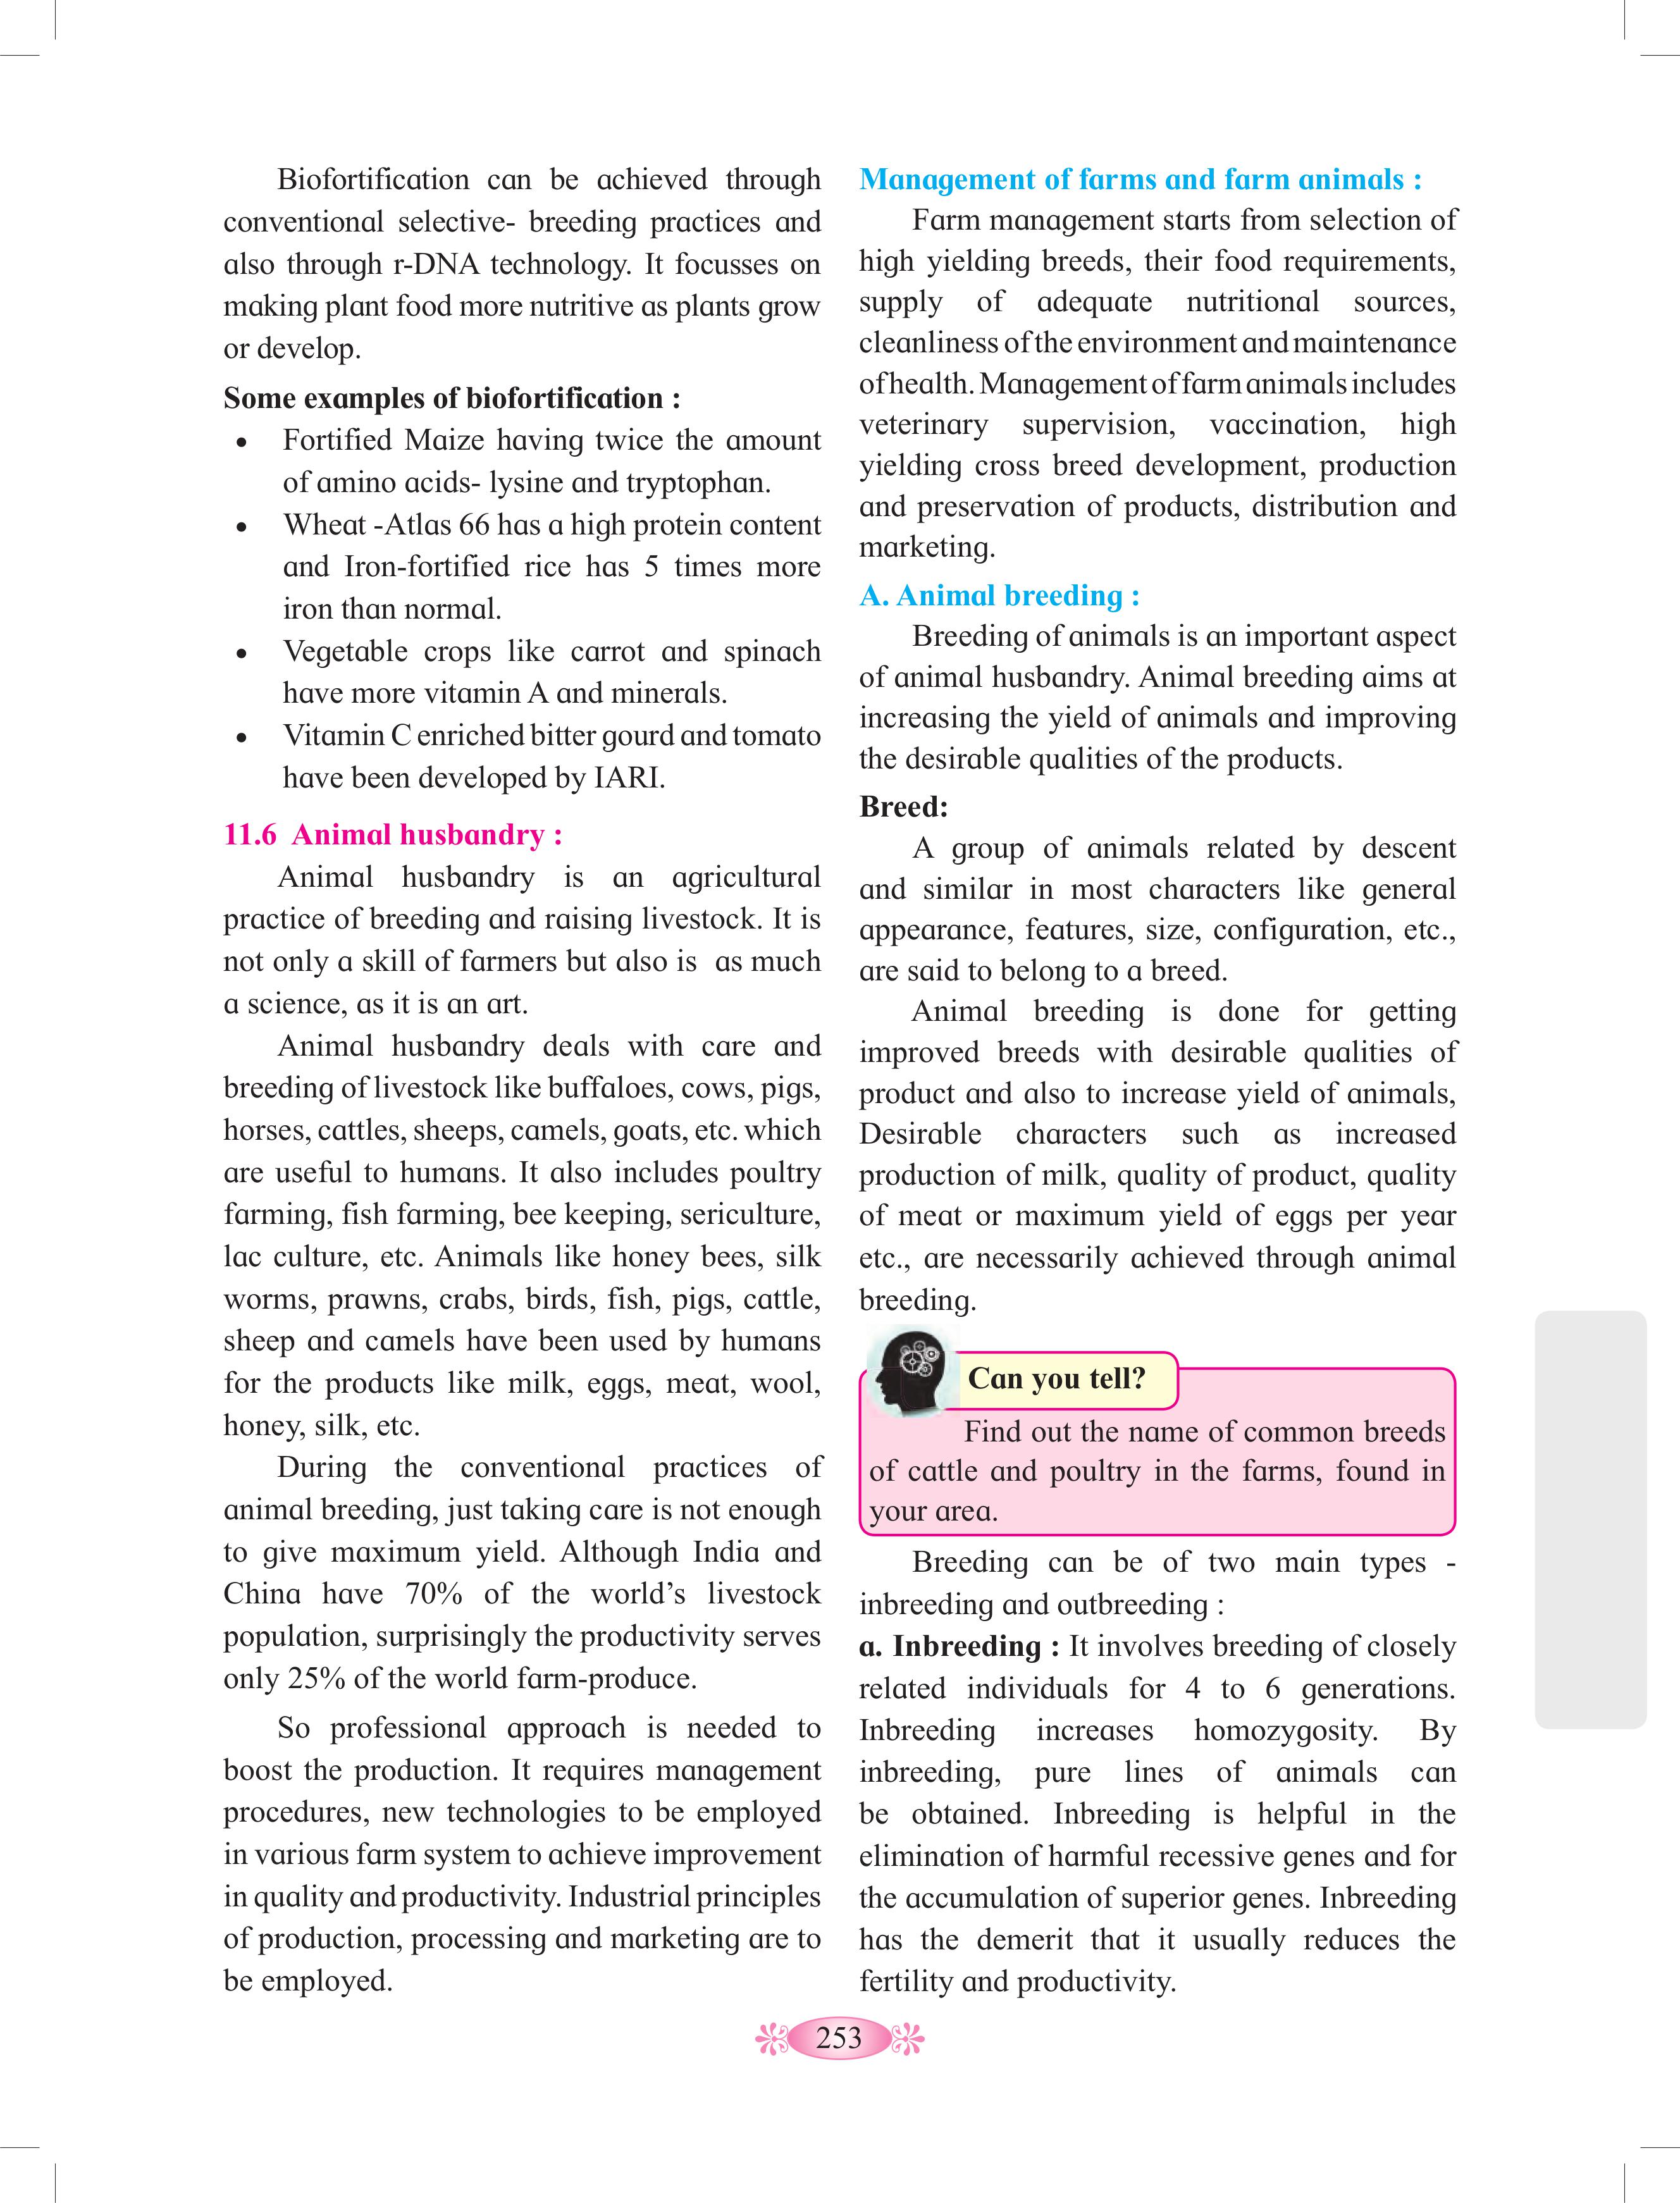 Biofortification can be achieved through
conventional selective- breeding practices and
also through r-DNA technology. It focusses on
making plant food more nutritive as plants grow
or develop.
Some examples of biofortification :
• Fortified Maize having twice the amount
of amino acids- lysine and tryptophan.
• Wheat -Atlas 66 has a high protein content
and Iron-fortified rice has 5 times more
iron than normal.
• Vegetable crops like carrot and spinach
have more vitamin A and minerals.
• Vitamin C enriched bitter gourd and tomato
have been developed by IARI.
11.6 Animal husbandry :
Animal husbandry is an agricultural
practice of breeding and raising livestock. It is
not only a skill of farmers but also is as much
a science, as it is an art.
Animal husbandry deals with care and
breeding of livestock like buffaloes, cows, pigs,
horses, cattles, sheeps, camels, goats, etc. which
are useful to humans. It also includes poultry
farming, fish farming, bee keeping, sericulture,
lac culture, etc. Animals like honey bees, silk
worms, prawns, crabs, birds, fish, pigs, cattle,
sheep and camels have been used by humans
for the products like milk, eggs, meat, wool,
honey, silk, etc.
During the conventional practices of
animal breeding, just taking care is not enough
to give maximum yield. Although India and
China have 70% of the world’s livestock
population, surprisingly the productivity serves
only 25% of the world farm-produce.
So professional approach is needed to
boost the production. It requires management
procedures, new technologies to be employed
in various farm system to achieve improvement
in quality and productivity. Industrial principles
of production, processing and marketing are to
be employed.
Management of farms and farm animals :
Farm management starts from selection of
high yielding breeds, their food requirements,
supply of adequate nutritional sources,
cleanliness of the environment and maintenance
of health. Management of farm animals includes
veterinary supervision, vaccination, high
yielding cross breed development, production
and preservation of products, distribution and
marketing.
A. Animal breeding :
Breeding of animals is an important aspect
of animal husbandry. Animal breeding aims at
increasing the yield of animals and improving
the desirable qualities of the products.
Breed:
A group of animals related by descent
and similar in most characters like general
appearance, features, size, configuration, etc.,
are said to belong to a breed.
Animal breeding is done for getting
improved breeds with desirable qualities of
product and also to increase yield of animals,
Desirable characters such as increased
production of milk, quality of product, quality
of meat or maximum yield of eggs per year
etc., are necessarily achieved through animal
breeding.
Can you tell?
Find out the name of common breeds
of cattle and poultry in the farms, found in
your area.
Breeding can be of two main types -
inbreeding and outbreeding :
a. Inbreeding : It involves breeding of closely
related individuals for 4 to 6 generations.
Inbreeding increases homozygosity. By
inbreeding, pure lines of animals can
be obtained. Inbreeding is helpful in the
elimination of harmful recessive genes and for
the accumulation of superior genes. Inbreeding
has the demerit that it usually reduces the
fertility and productivity.
253